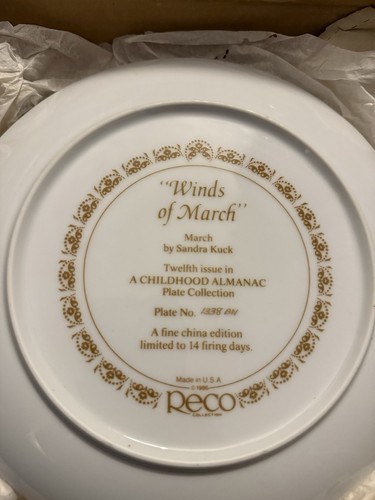 "Winds
of March"
March
by Sandra Kuck
Twelfth issue in
A CHILDHOOD ALMANAC
Plate Collection
Plate No.
A fine china edition
limited to 14 firing days.
Made in U.S.A.
Reco
COLLECTION